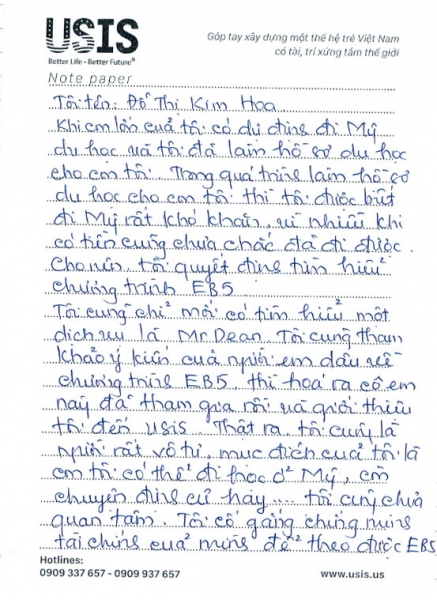 USIS
Better Life - Better Future®
Góp tay xây dựng một thế hệ trẻ Việt Nam
có tài, trí xứng tầm thế giới
Note paper
Tôi tên: Đỗ Thị Kim Hoa
Khi em lớn của tôi có dự định đi Mỹ
du học và tôi đã làm hồ sơ du học
cho con tôi. Trong quá trình làm hồ sơ
du học cho con tôi thì tôi được biết
đi Mỹ rất khó khăn, vì nhiều khi
có tiền cũng chưa chắc đã đi được.
Cho nên, tôi quyết định tìm hiểu
chương trình EB5
Tôi cũng chỉ mới có tìm hiểu một
dịch vụ là Mr Dean. Tôi cũng tham
khảo ý kiến của người em dâu về
chương trình EB5, thì hoá ra cô em
này đã tham gia rồi và giới thiệu
tôi đến USIS. Thật ra, tôi cũng là
người rất vô tư, mục đích của tôi là
con tôi có thể đi học ở Mỹ, còn
chuyện định cư hay.... tôi cũng chưa
quan tâm. Tôi cố gắng chứng minh
tài chính của mình để theo được EB5
Hotlines:
0909 337 657 - 0909 937 657
www.usis.us